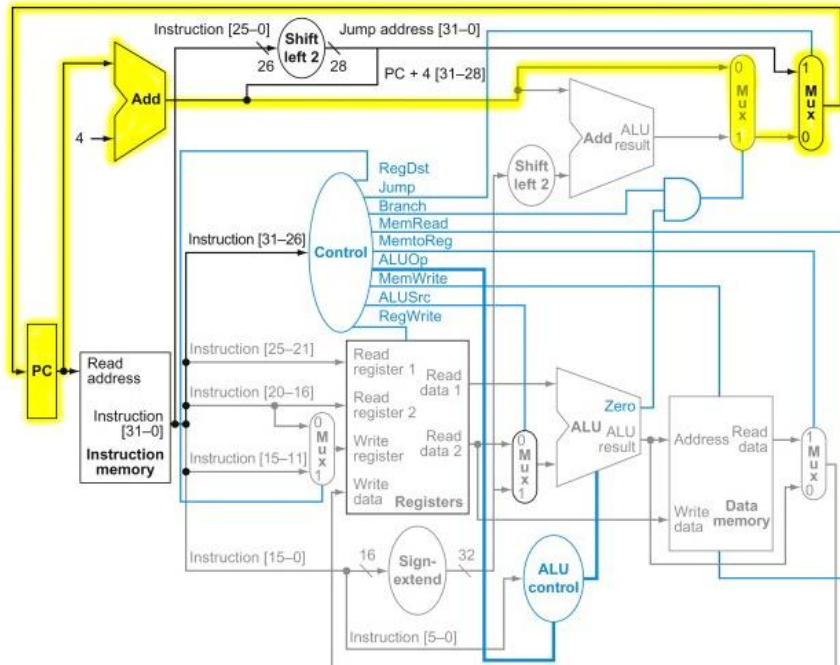 Instruction [25–0]
Jump address [31–0]
Shift
left 2
26
28
PC + 4 [31–28]
Add
4
0
M
u
x
1
1
M
u
x
0
Add
ALU
result
Shift
left 2
RegDst
Jump
Branch
MemRead
MemtoReg
ALUOp
MemWrite
ALUSrc
RegWrite
Control
Instruction [31–26]
PC
Read
address
Instruction
[31–0]
Instruction
memory
Instruction [25–21]
Instruction [20–16]
Instruction [15–11]
0
M
u
x
1
Read
register 1
Read
register 2
Write
register
Write
data
Read
data 1
Read
data 2
Registers
0
M
u
x
1
Zero
ALU
ALU
result
Address
Read
data
Write
data
Data
memory
1
M
u
x
0
Instruction [15–0]
16
Sign-
extend
32
ALU
control
Instruction [5–0]